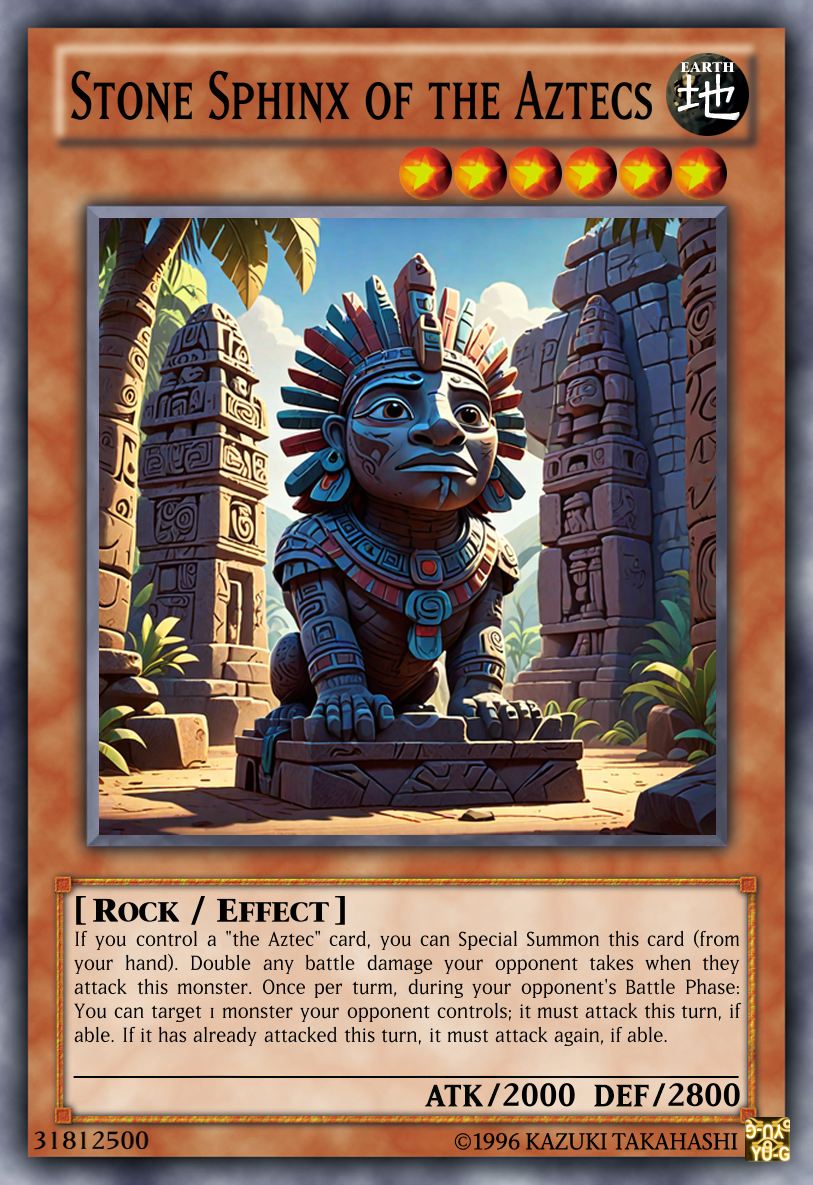 Stone Sphinx of the Aztecs
EARTH
地
[ Rock / Effect ]
If you control a "the Aztec" card, you can Special Summon this card (from
your hand). Double any battle damage your opponent takes when they
attack this monster. Once per turm, during your opponent's Battle Phase:
You can target 1 monster your opponent controls; it must attack this turn, if
able. If it has already attacked this turn, it must attack again, if able.
ATK/2000 DEF/2800
31812500
©1996 KAZUKI TAKAHASHI